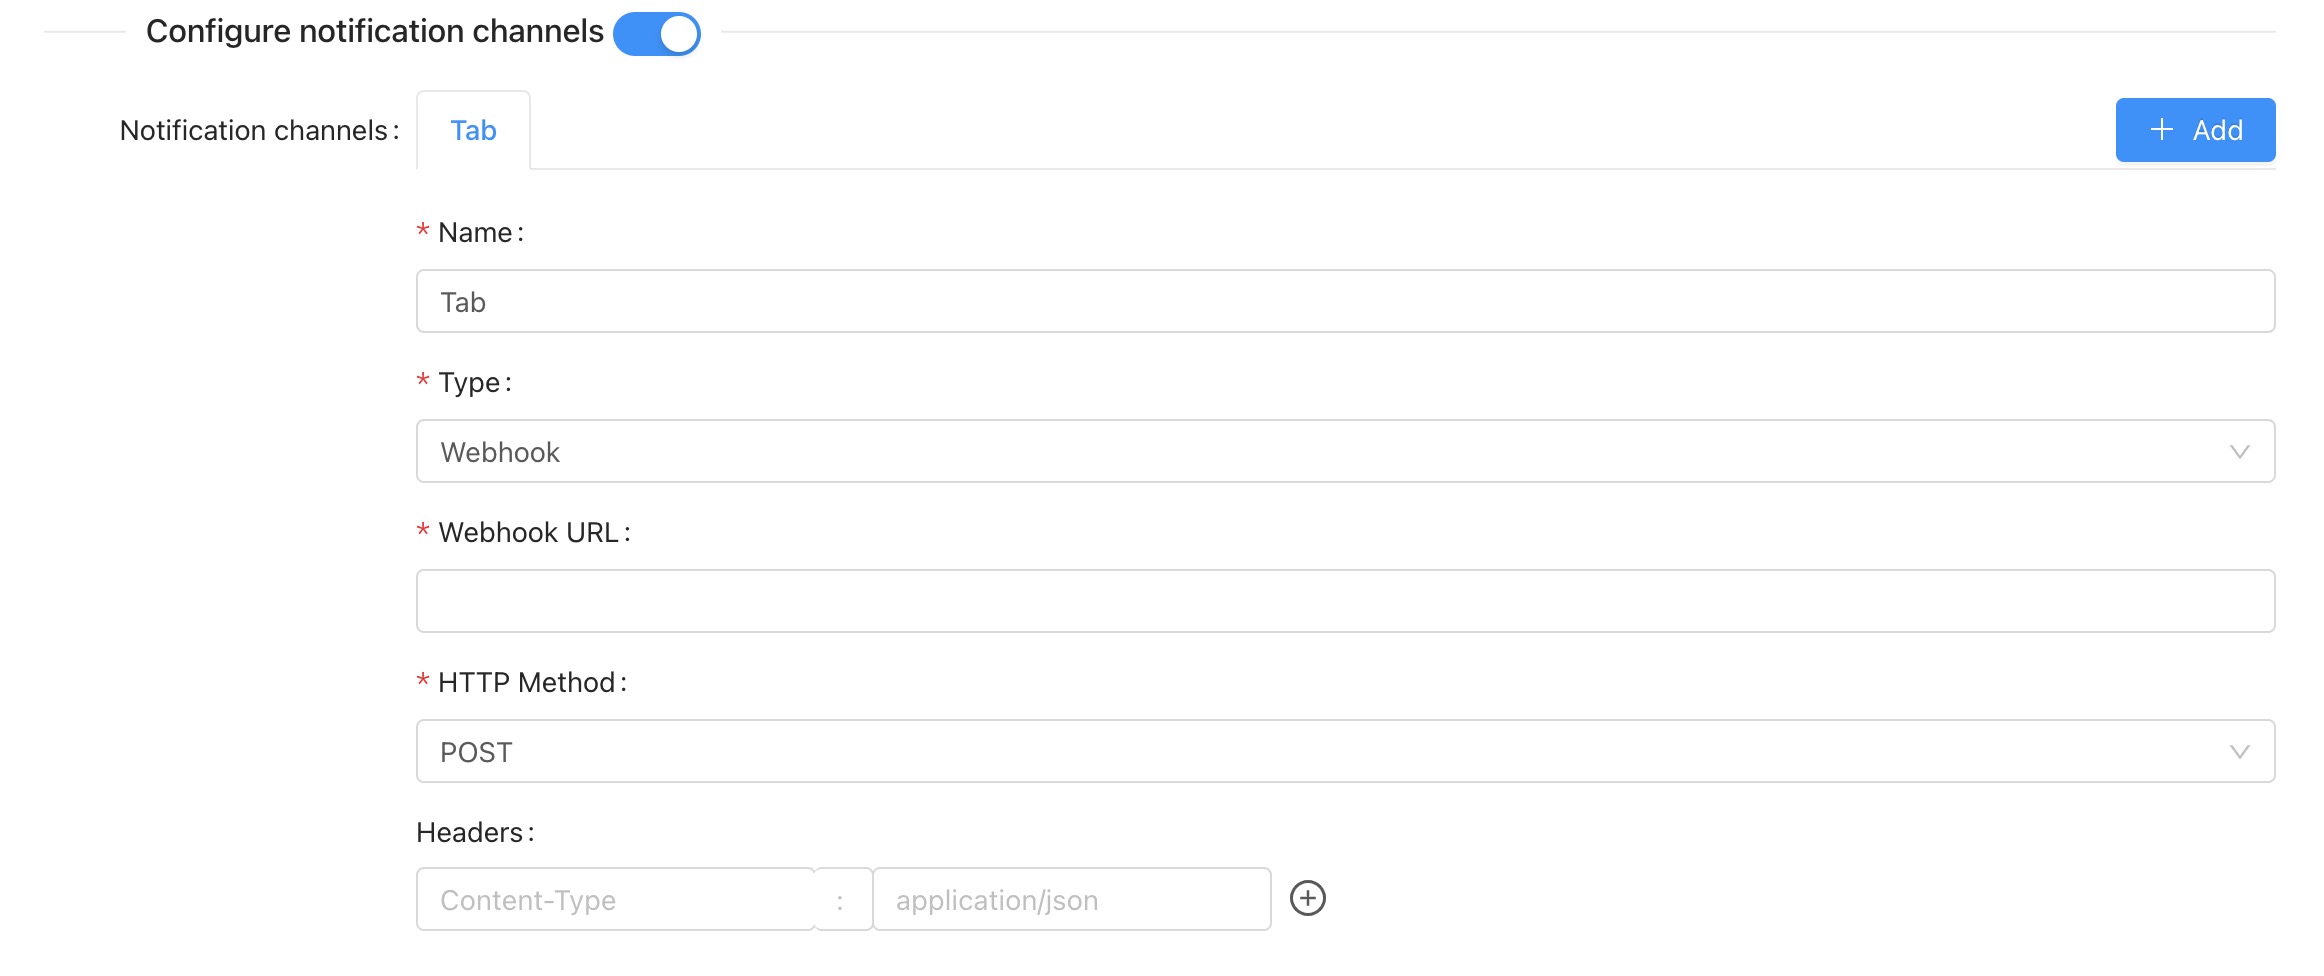 Configure notification channels
Notification channels: Tab + Add
* Name:
Tab
* Type:
Webhook
* Webhook URL:
* HTTP Method:
POST
Headers:
Content-Type : application/json